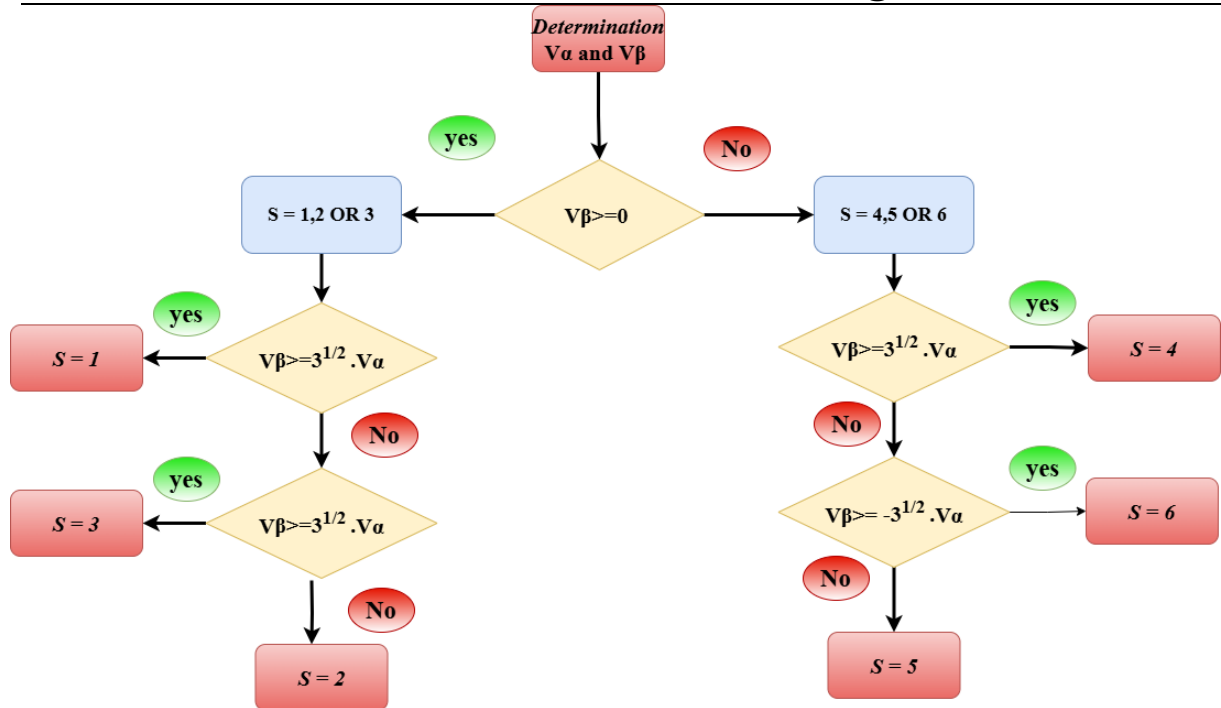 Determination
Vα and Vβ
yes
No
S = 1,2 OR 3
Vβ>=0
S = 4,5 OR 6
yes
yes
S = 1
Vβ>=3^1/2 .Vα
Vβ>=3^1/2 .Vα
S = 4
No
No
yes
yes
S = 3
Vβ>=3^1/2 .Vα
Vβ>= -3^1/2 .Vα
S = 6
No
No
S = 2
S = 5